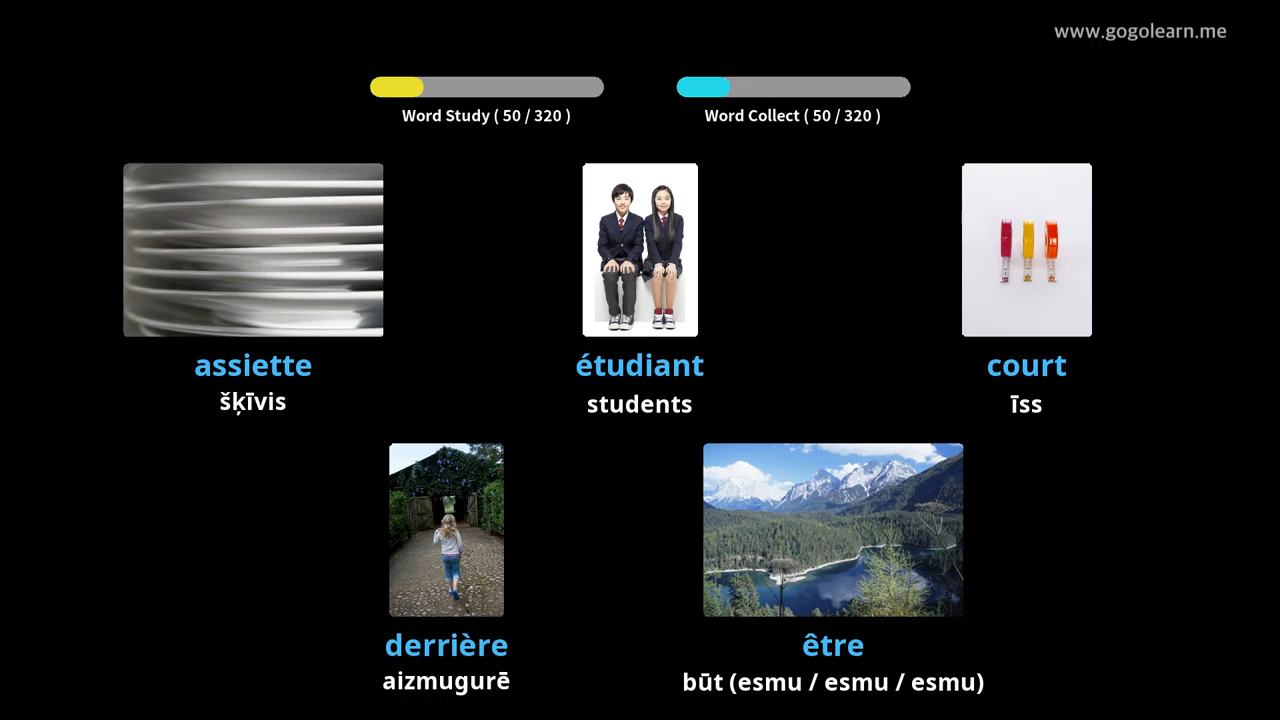 www.gogolearn.me
Word Study ( 50 / 320 )
Word Collect ( 50 / 320 )
assiette
šķīvis
étudiant
students
court
īss
derrière
aizmugurē
être
būt (esmu / esmu / esmu)